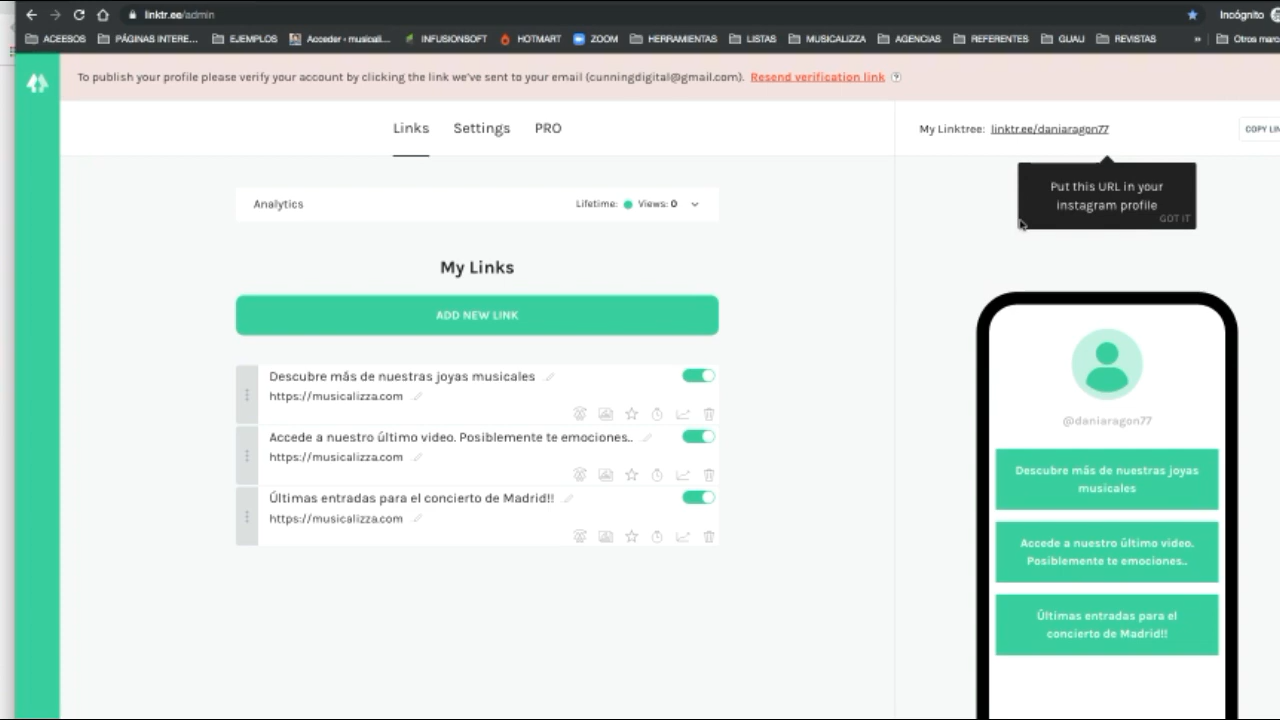 linktr.ee/admin
Incógnito
ACEESOS
PÁGINAS INTERE...
EJEMPLOS
Acceder ‹ musicali...
INFUSIONSOFT
HOTMART
ZOOM
HERRAMIENTAS
LISTAS
MUSICALIZZA
AGENCIAS
REFERENTES
GUAU
REVISTAS
»
Otros marc
To publish your profile please verify your account by clicking the link we've sent to your email (cunningdigital@gmail.com). Resend verification link ?
Links Settings PRO
My Linktree: linktr.ee/daniaragon77
COPY LIN
Put this URL in your
instagram profile
GOT IT
Analytics
Lifetime: Views: 0
My Links
ADD NEW LINK
Descubre más de nuestras joyas musicales
https://musicalizza.com
Accede a nuestro último video. Posiblemente te emociones..
https://musicalizza.com
Últimas entradas para el concierto de Madrid!!
https://musicalizza.com
@daniaragon77
Descubre más de nuestras joyas
musicales
Accede a nuestro último video.
Posiblemente te emociones..
Últimas entradas para el
concierto de Madrid!!